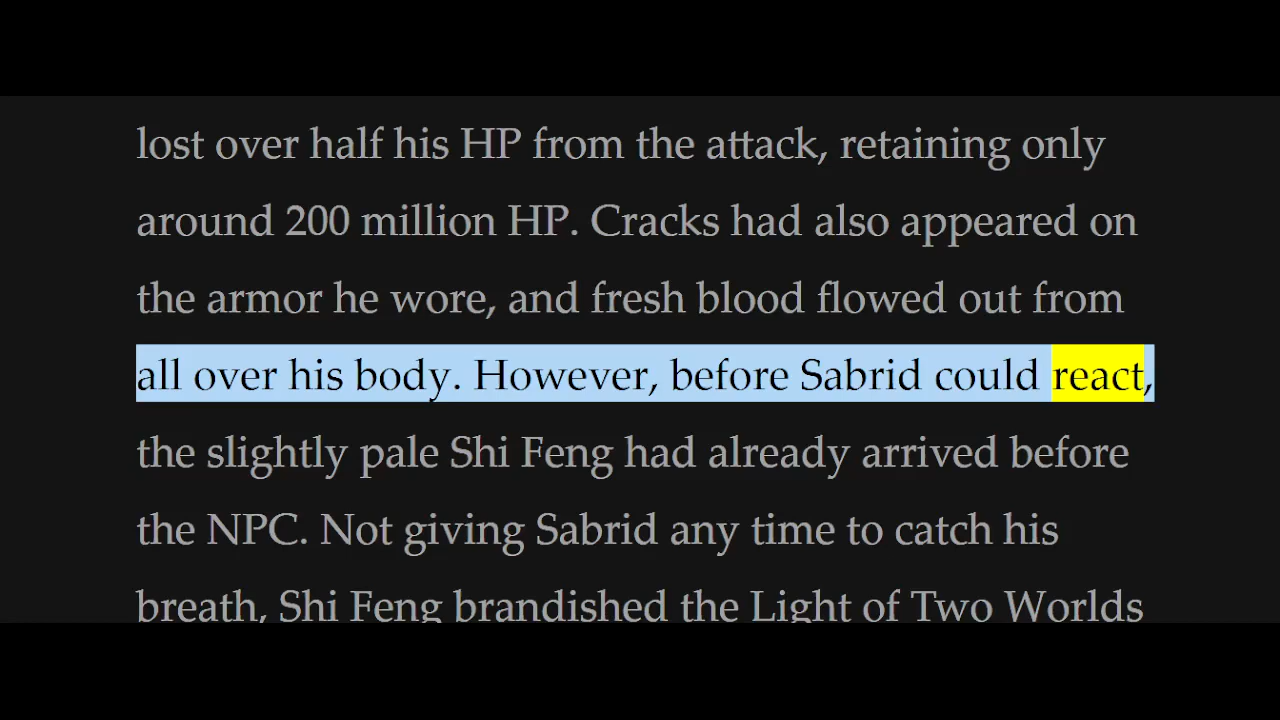 lost over half his HP from the attack, retaining only
around 200 million HP. Cracks had also appeared on
the armor he wore, and fresh blood flowed out from
all over his body. However, before Sabrid could react,
the slightly pale Shi Feng had already arrived before
the NPC. Not giving Sabrid any time to catch his
breath, Shi Feng brandished the Light of Two Worlds